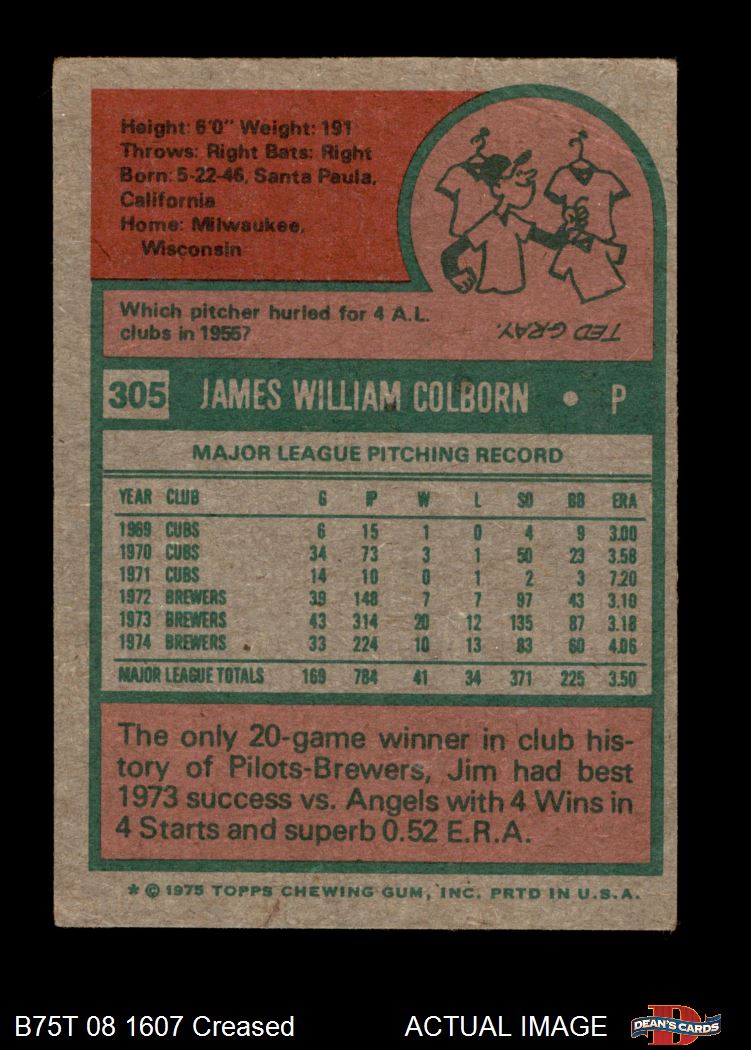 Height: 6'0" Weight: 191
Throws: Right Bats: Right
Born: 5-22-46, Santa Paula,
California
Home: Milwaukee,
Wisconsin
Which pitcher hurled for 4 A.L.
clubs in 1955?
TED GRAY.
305 JAMES WILLIAM COLBORN • P
MAJOR LEAGUE PITCHING RECORD
YEAR CLUB G IP W L SO BB ERA
1969 CUBS 6 15 1 0 4 9 3.00
1970 CUBS 34 73 3 1 50 23 3.58
1971 CUBS 14 10 0 1 2 3 7.20
1972 BREWERS 39 148 7 7 97 43 3.10
1973 BREWERS 43 314 20 12 135 87 3.18
1974 BREWERS 33 224 10 13 83 60 4.06
MAJOR LEAGUE TOTALS 169 784 41 34 371 225 3.50
The only 20-game winner in club his-
tory of Pilots-Brewers, Jim had best
1973 success vs. Angels with 4 Wins in
4 Starts and superb 0.52 E.R.A.
* © 1975 TOPPS CHEWING GUM, INC. PRTD IN U.S.A.
B75T 08 1607 Creased ACTUAL IMAGE
DEAN'S CARDS